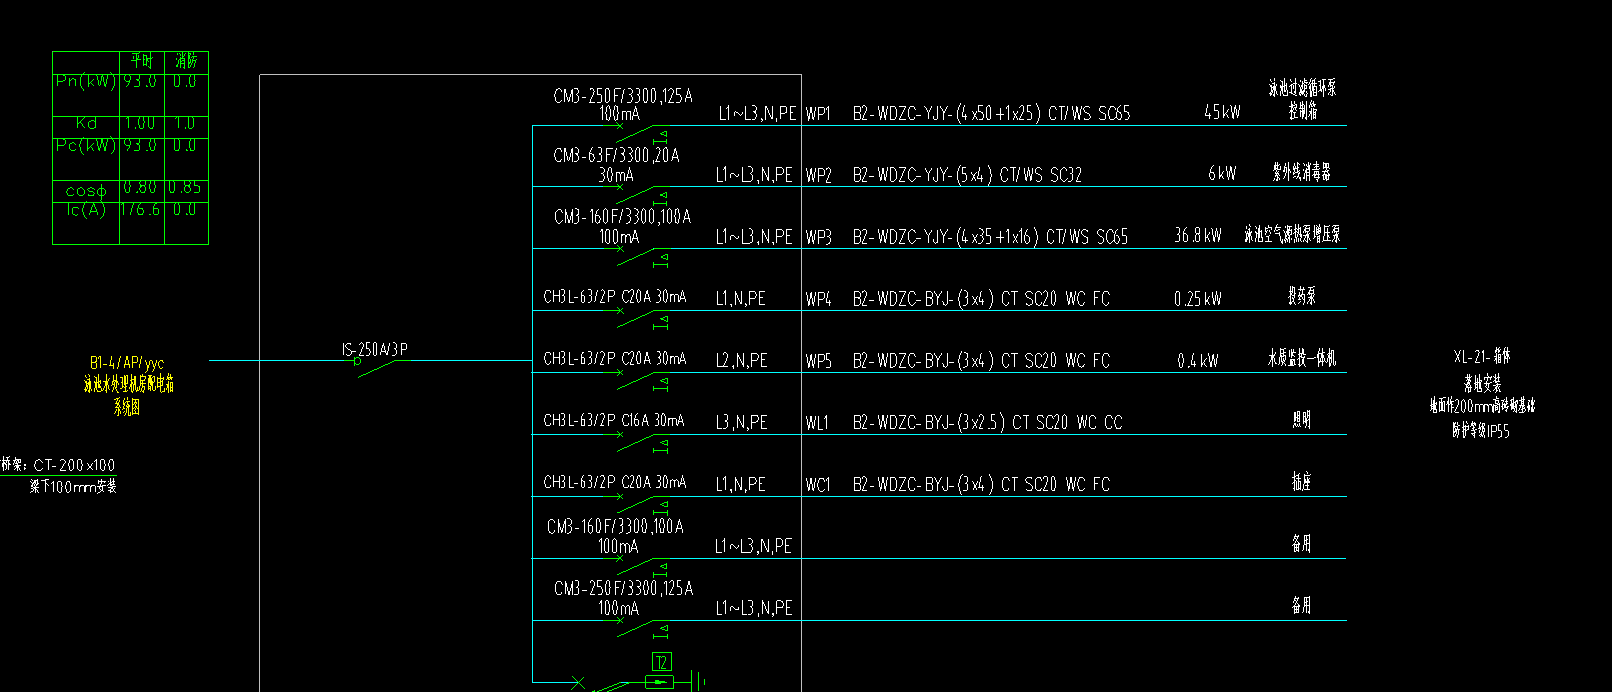 平时 消防
Pn(kW) 93.0 0.0
Kd 1.00 1.0
Pc(kW) 93.0 0.0
cosφ 0.80 0.85
Ic(A) 176.6 0.0
B1-4/AP/yyc
泳池水处理机房配电箱
系统图
桥架：CT-200x100
梁下100mm安装
IS-250A/3P
CM3-250F/3300,125A
100mA
L1~L3,N,PE WP1 B2-WDZC-YJY-(4x50+1x25) CT/WS SC65 45kW
泳池过滤循环泵
控制箱
CM3-63F/3300,20A
30mA
L1~L3,N,PE WP2 B2-WDZC-YJY-(5x4) CT/WS SC32 6kW 紫外线消毒器
CM3-160F/3300,100A
100mA
L1~L3,N,PE WP3 B2-WDZC-YJY-(4x35+1x16) CT/WS SC65 36.8kW 泳池空气源热泵增压泵
CH3L-63/2P C20A 30mA L1,N,PE WP4 B2-WDZC-BYJ-(3x4) CT SC20 WC FC 0.25kW 投药泵
CH3L-63/2P C20A 30mA L2,N,PE WP5 B2-WDZC-BYJ-(3x4) CT SC20 WC FC 0.4kW 水质监控一体机
CH3L-63/2P C16A 30mA L3,N,PE WL1 B2-WDZC-BYJ-(3x2.5) CT SC20 WC CC 照明
CH3L-63/2P C20A 30mA L1,N,PE WC1 B2-WDZC-BYJ-(3x4) CT SC20 WC FC 插座
CM3-160F/3300,100A
100mA
L1~L3,N,PE 备用
CM3-250F/3300,125A
100mA
L1~L3,N,PE 备用
T2
XL-21-箱体
落地安装
地面作200mm高砖砌基础
防护等级IP55